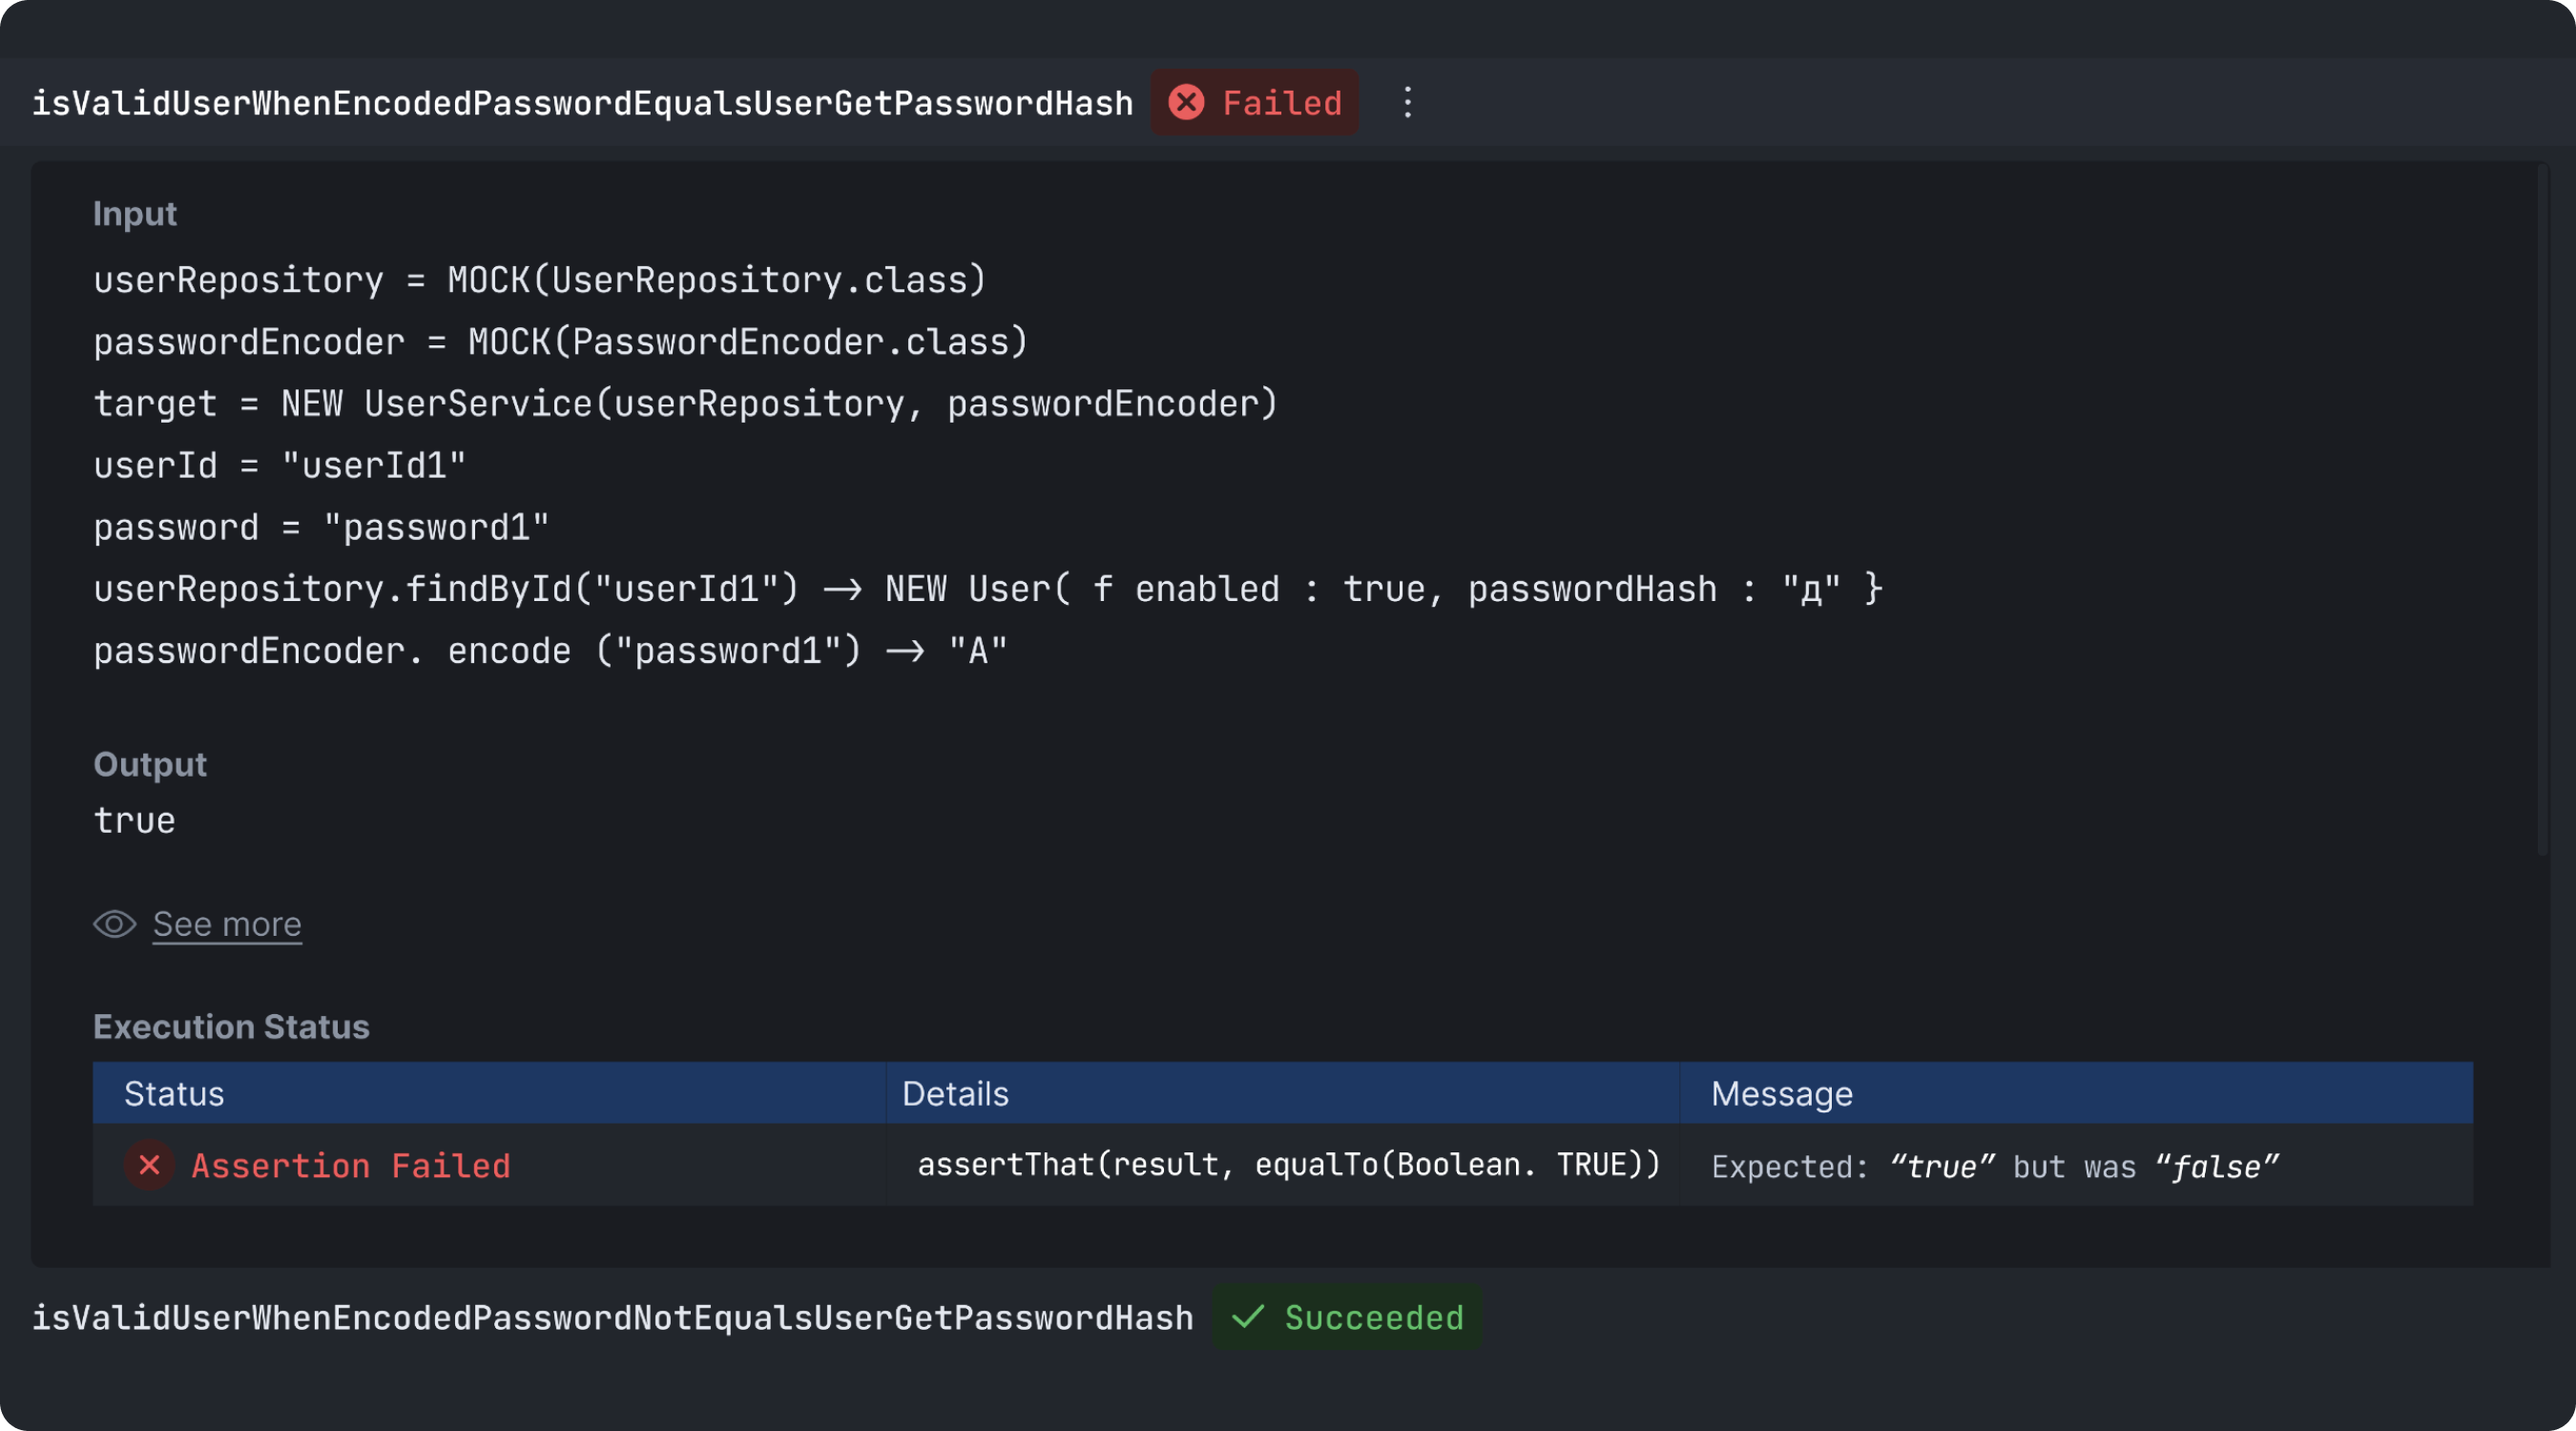 isValidUserWhenEncodedPasswordEqualsUserGetPasswordHash Failed
Input
userRepository = MOCK(UserRepository.class)
passwordEncoder = MOCK(PasswordEncoder.class)
target = NEW UserService(userRepository, passwordEncoder)
userId = "userId1"
password = "password1"
userRepository.findById("userId1") → NEW User( f enabled : true, passwordHash : "д" }
passwordEncoder. encode ("password1") → "A"
Output
true
See more
Execution Status
Status Details Message
Assertion Failed assertThat(result, equalTo(Boolean. TRUE)) Expected: “true” but was “false”
isValidUserWhenEncodedPasswordNotEqualsUserGetPasswordHash Succeeded